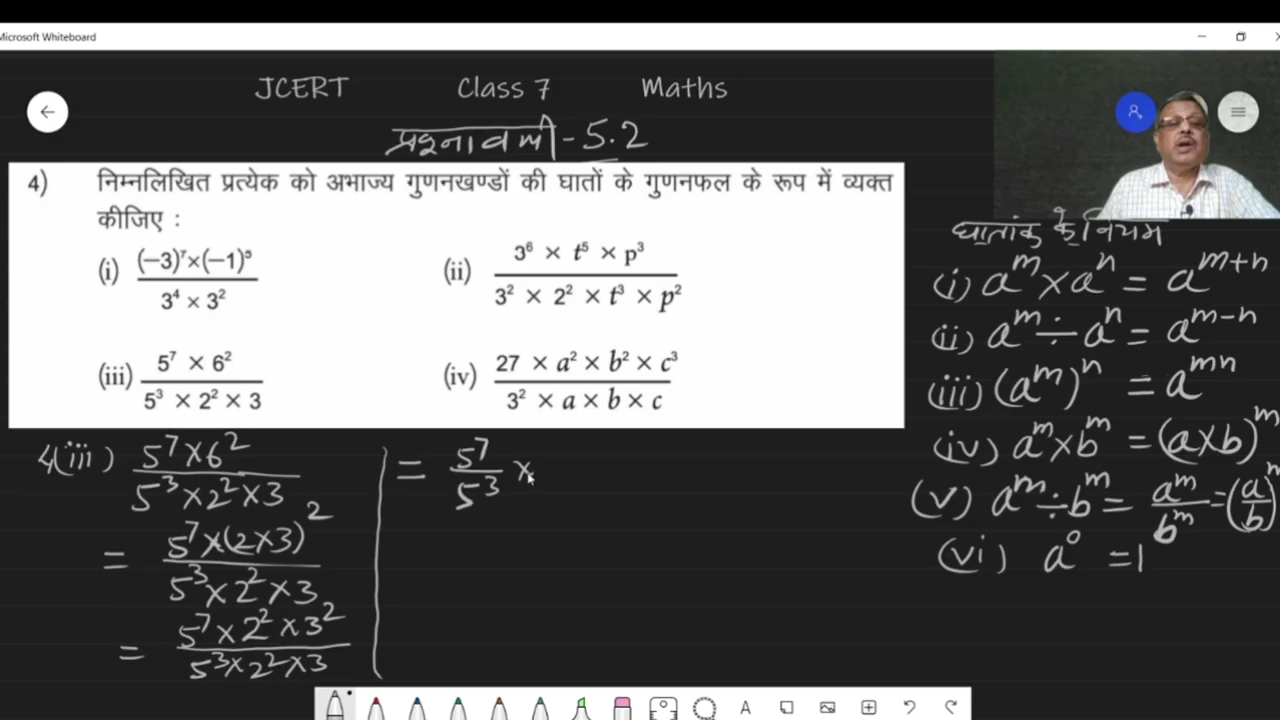 Microsoft Whiteboard
JCERT Class 7 Maths
प्रश्नावली - 5.2
4) निम्नलिखित प्रत्येक को अभाज्य गुणनखण्डों की घातों के गुणनफल के रूप में व्यक्त
कीजिए :
(i) (−3)⁷×(−1)⁵ / 3⁴ × 3²
(ii) 3⁶ × t⁵ × p³ / 3² × 2² × t³ × p²
(iii) 5⁷ × 6² / 5³ × 2² × 3
(iv) 27 × a² × b² × c³ / 3² × a × b × c
4(iii) 5⁷×6² / 5³×2²×3
= 5⁷×(2×3)² / 5³×2²×3
= 5⁷×2²×3² / 5³×2²×3
= 5⁷ / 5³ ×
घातांक के नियम
(i) aᵐ×aⁿ = aᵐ⁺ⁿ
(ii) aᵐ÷aⁿ = aᵐ⁻ⁿ
(iii) (aᵐ)ⁿ = aᵐⁿ
(iv) aᵐ×bᵐ = (a×b)ᵐ
(v) aᵐ÷bᵐ = aᵐ / bᵐ = (a/b)ᵐ
(vi) a⁰ = 1
A